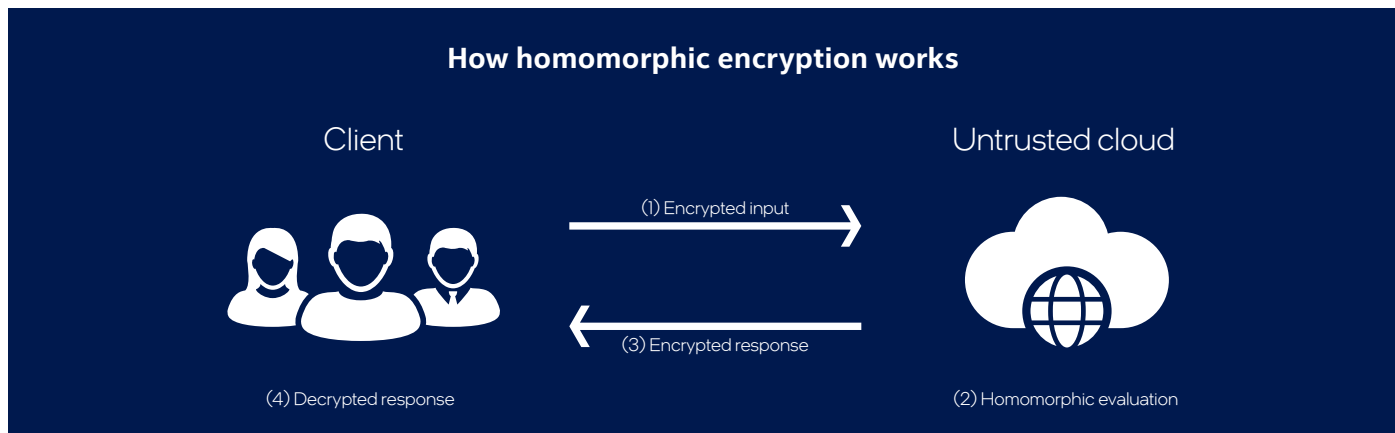 How homomorphic encryption works
Client
Untrusted cloud
(1) Encrypted input
(3) Encrypted response
(4) Decrypted response
(2) Homomorphic evaluation